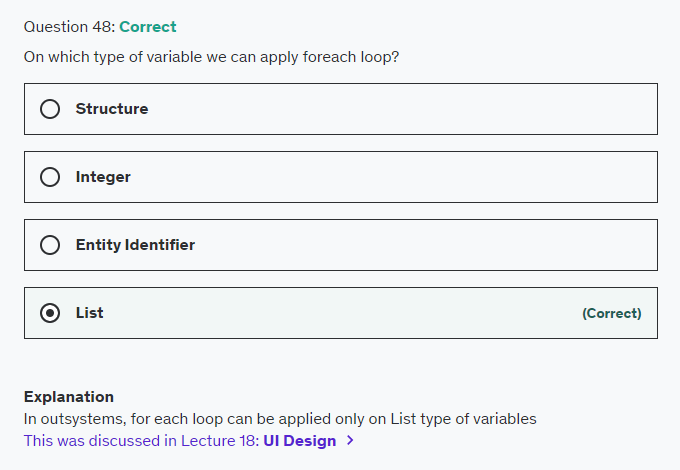 Question 48: Correct
On which type of variable we can apply foreach loop?
Structure
Integer
Entity Identifier
List (Correct)
Explanation
In outsystems, for each loop can be applied only on List type of variables
This was discussed in Lecture 18: UI Design >